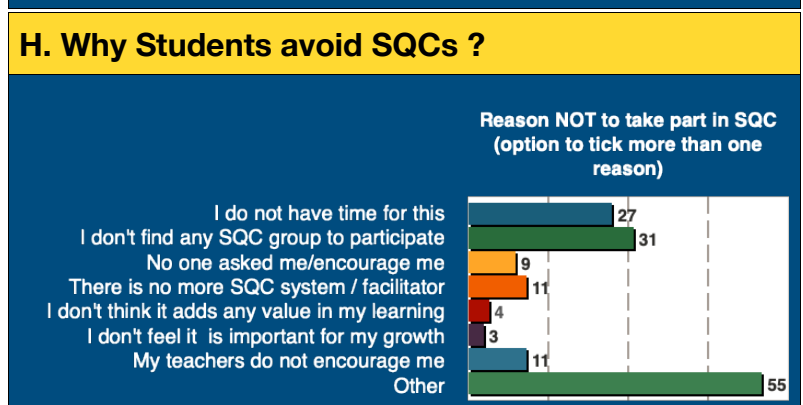 H. Why Students avoid SQCs ?
Reason NOT to take part in SQC
(option to tick more than one
reason)
I do not have time for this 27
I don't find any SQC group to participate 31
No one asked me/encourage me 9
There is no more SQC system / facilitator 11
I don't think it adds any value in my learning 4
I don't feel it is important for my growth 3
My teachers do not encourage me 11
Other 55